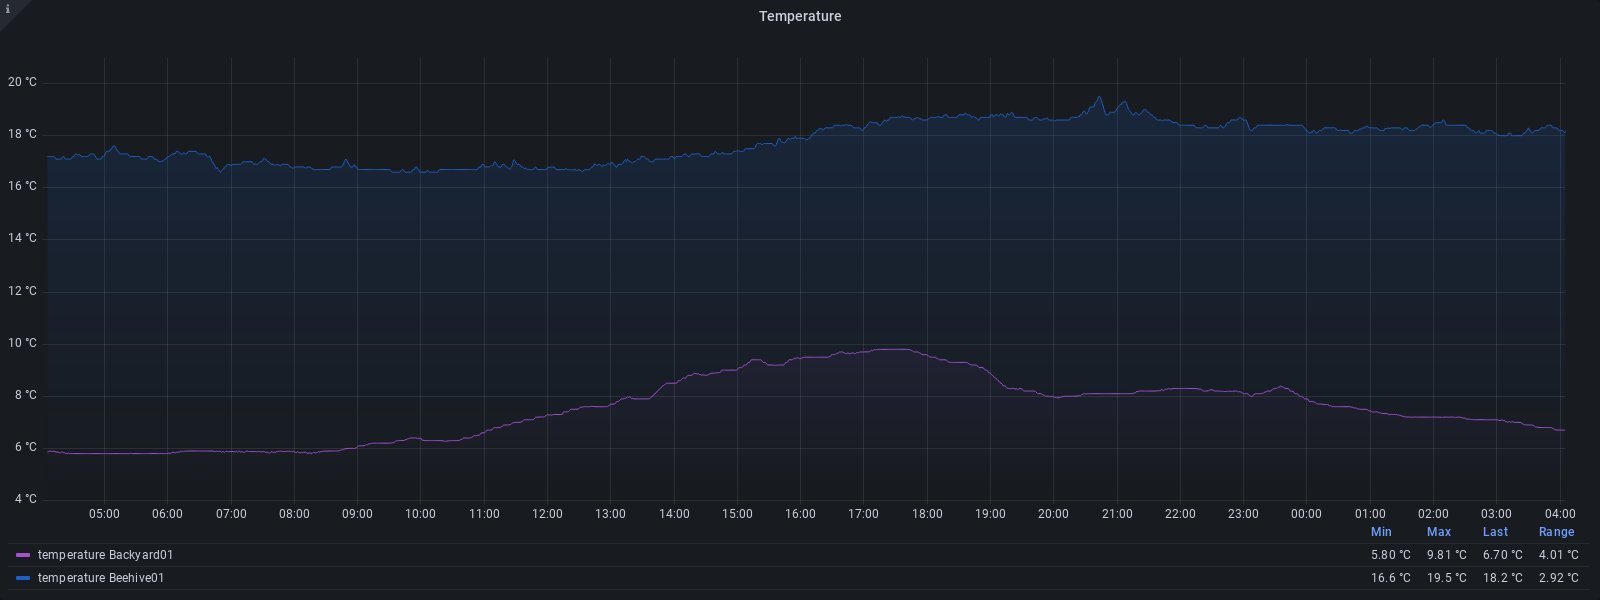 i
Temperature
20 °C
18 °C
16 °C
14 °C
12 °C
10 °C
8 °C
6 °C
4 °C
05:00 06:00 07:00 08:00 09:00 10:00 11:00 12:00 13:00 14:00 15:00 16:00 17:00 18:00 19:00 20:00 21:00 22:00 23:00 00:00 01:00 02:00 03:00 04:00
Min Max Last Range
temperature Backyard01 5.80 °C 9.81 °C 6.70 °C 4.01 °C
temperature Beehive01 16.6 °C 19.5 °C 18.2 °C 2.92 °C